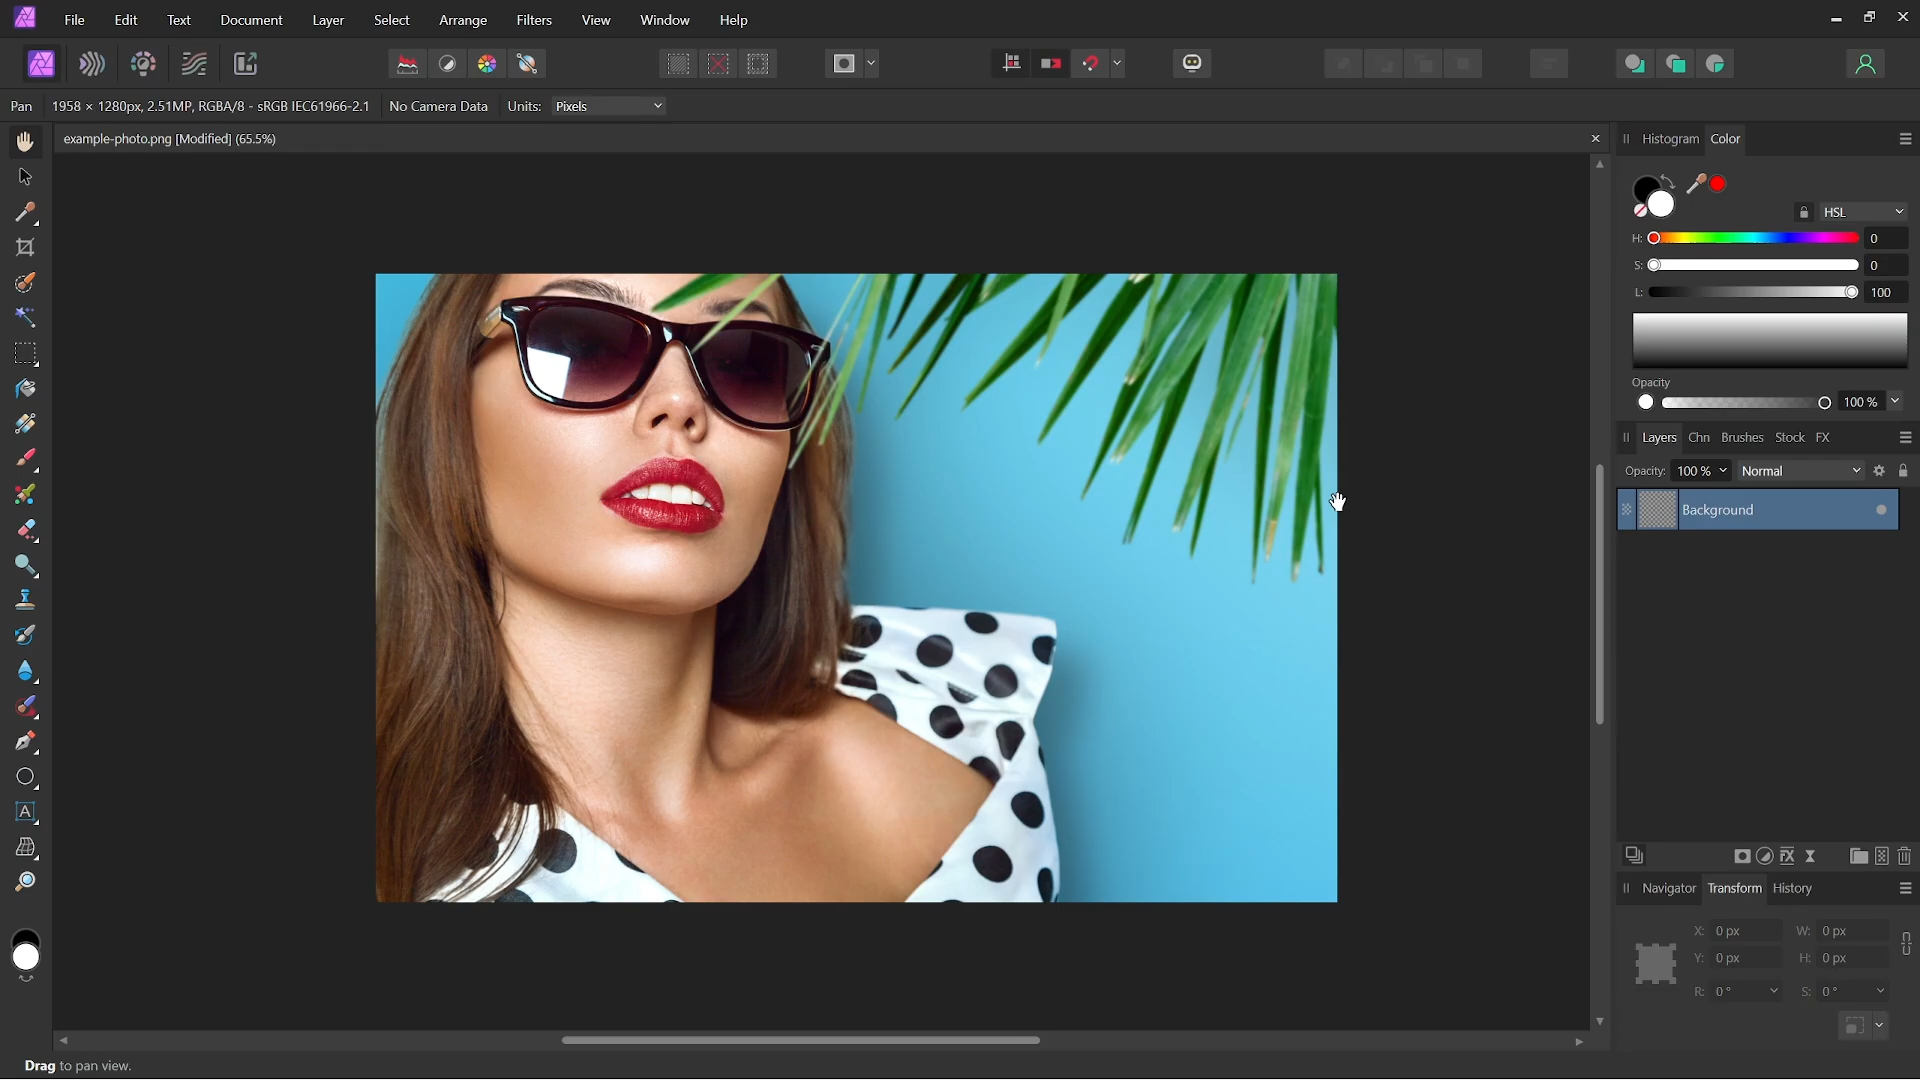 File Edit Text Document Layer Select Arrange Filters View Window Help
Pan 1958 × 1280px, 2.51MP, RGBA/8 - sRGB IEC61966-2.1 No Camera Data Units: Pixels
example-photo.png [Modified] (65.5%)
Histogram Color
HSL
H: 0
S: 0
L: 100
Opacity
100 %
Layers Chn Brushes Stock FX
Opacity: 100 % Normal
Background
Navigator Transform History
X: 0 px W: 0 px
Y: 0 px H: 0 px
R: 0 ° S: 0 °
Drag to pan view.